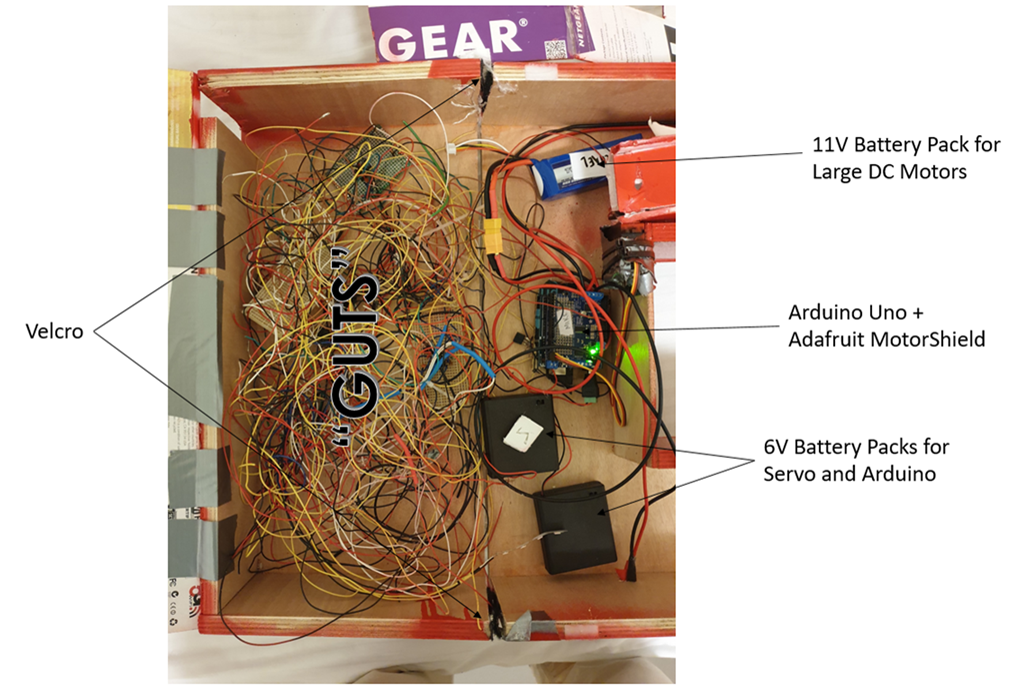 GEAR®
NETGEAR
11V Battery Pack for
Large DC Motors
Velcro
"GUTS"
Arduino Uno +
Adafruit MotorShield
6V Battery Packs for
Servo and Arduino